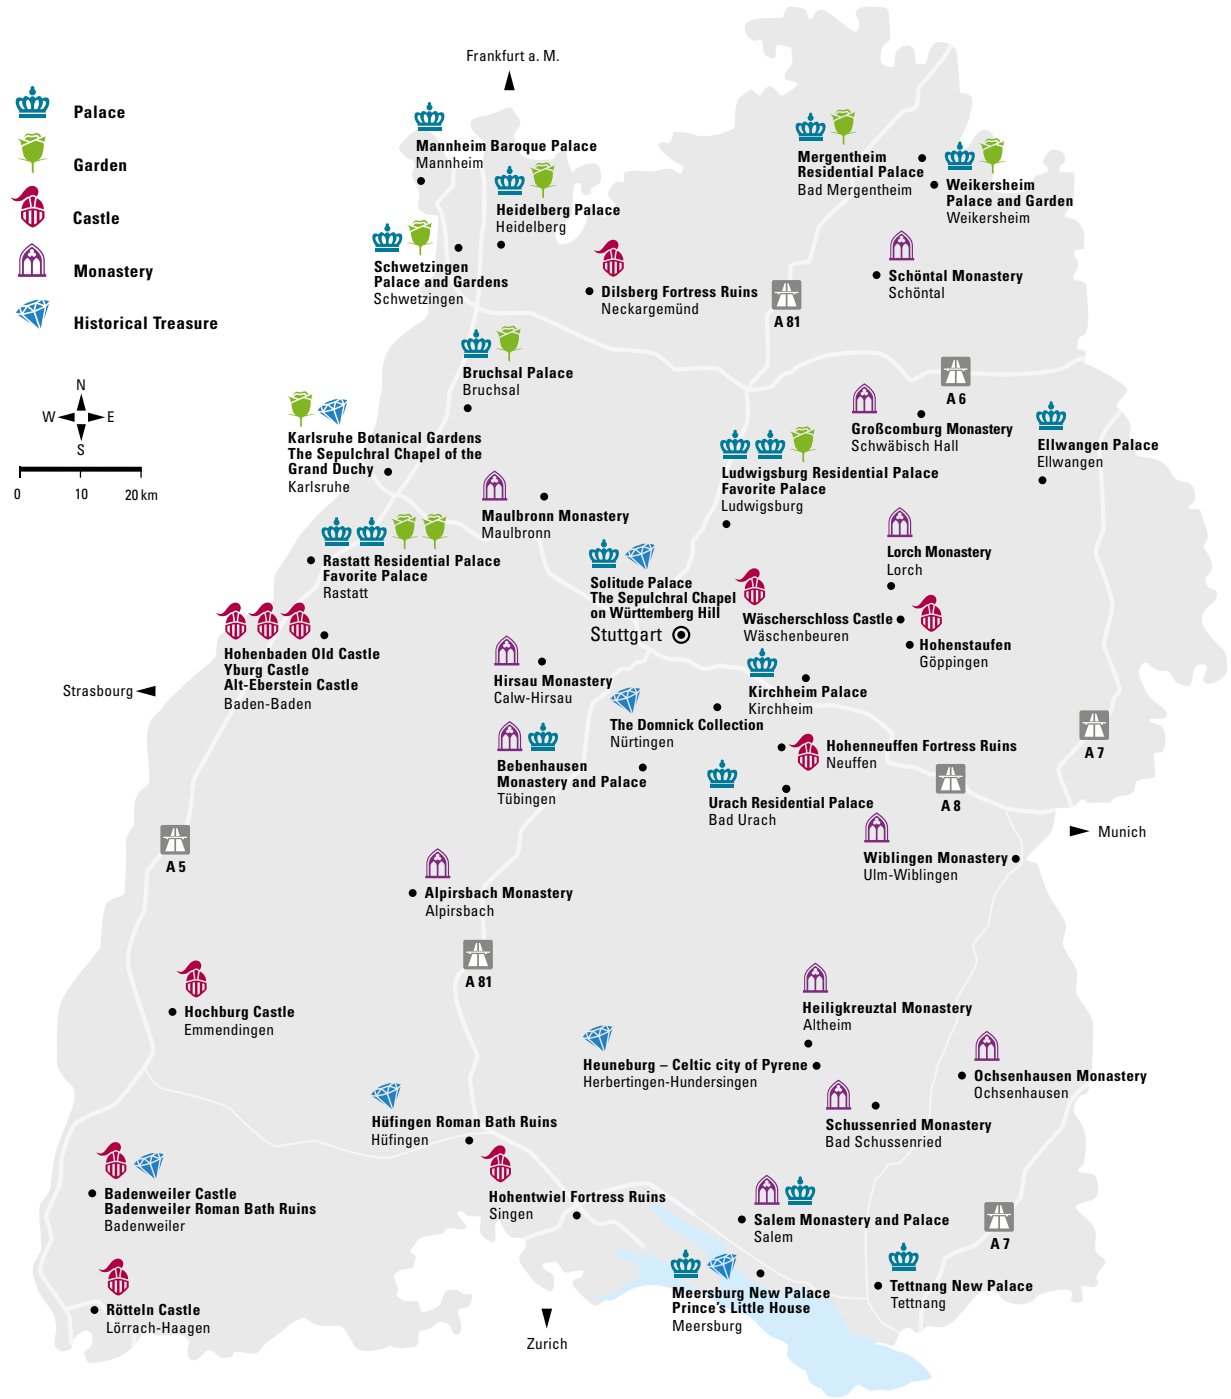 Frankfurt a. M.
Palace
Garden
Castle
Monastery
Historical Treasure
N
W
E
S
0
10
20 km
Mannheim Baroque Palace
Mannheim
Heidelberg Palace
Heidelberg
Schwetzingen
Palace and Gardens
Schwetzingen
Dilsberg Fortress Ruins
Neckargemünd
Mergentheim
Residential Palace
Bad Mergentheim
Weikersheim
Palace and Garden
Weikersheim
Schöntal Monastery
Schöntal
A 81
Bruchsal Palace
Bruchsal
A 6
Karlsruhe Botanical Gardens
The Sepulchral Chapel of the
Grand Duchy
Karlsruhe
Großcomburg Monastery
Schwäbisch Hall
Ellwangen Palace
Ellwangen
Ludwigsburg Residential Palace
Favorite Palace
Ludwigsburg
Maulbronn Monastery
Maulbronn
Lorch Monastery
Lorch
Rastatt Residential Palace
Favorite Palace
Rastatt
Solitude Palace
The Sepulchral Chapel
on Württemberg Hill
Stuttgart
Wäscherschloss Castle
Wäschenbeuren
Hohenstaufen
Göppingen
Hohenbaden Old Castle
Yburg Castle
Alt-Eberstein Castle
Baden-Baden
Strasbourg
Hirsau Monastery
Calw-Hirsau
Kirchheim Palace
Kirchheim
The Domnick Collection
Nürtingen
Hohenneuffen Fortress Ruins
Neuffen
A 7
Bebenhausen
Monastery and Palace
Tübingen
Urach Residential Palace
Bad Urach
A 8
Munich
A 5
Wiblingen Monastery
Ulm-Wiblingen
Alpirsbach Monastery
Alpirsbach
A 81
Hochburg Castle
Emmendingen
Heiligkreuztal Monastery
Altheim
Heuneburg – Celtic city of Pyrene
Herbertingen-Hundersingen
Ochsenhausen Monastery
Ochsenhausen
Hüfingen Roman Bath Ruins
Hüfingen
Schussenried Monastery
Bad Schussenried
Badenweiler Castle
Badenweiler Roman Bath Ruins
Badenweiler
Hohentwiel Fortress Ruins
Singen
Salem Monastery and Palace
Salem
A 7
Meersburg New Palace
Prince's Little House
Meersburg
Tettnang New Palace
Tettnang
Rötteln Castle
Lörrach-Haagen
Zurich